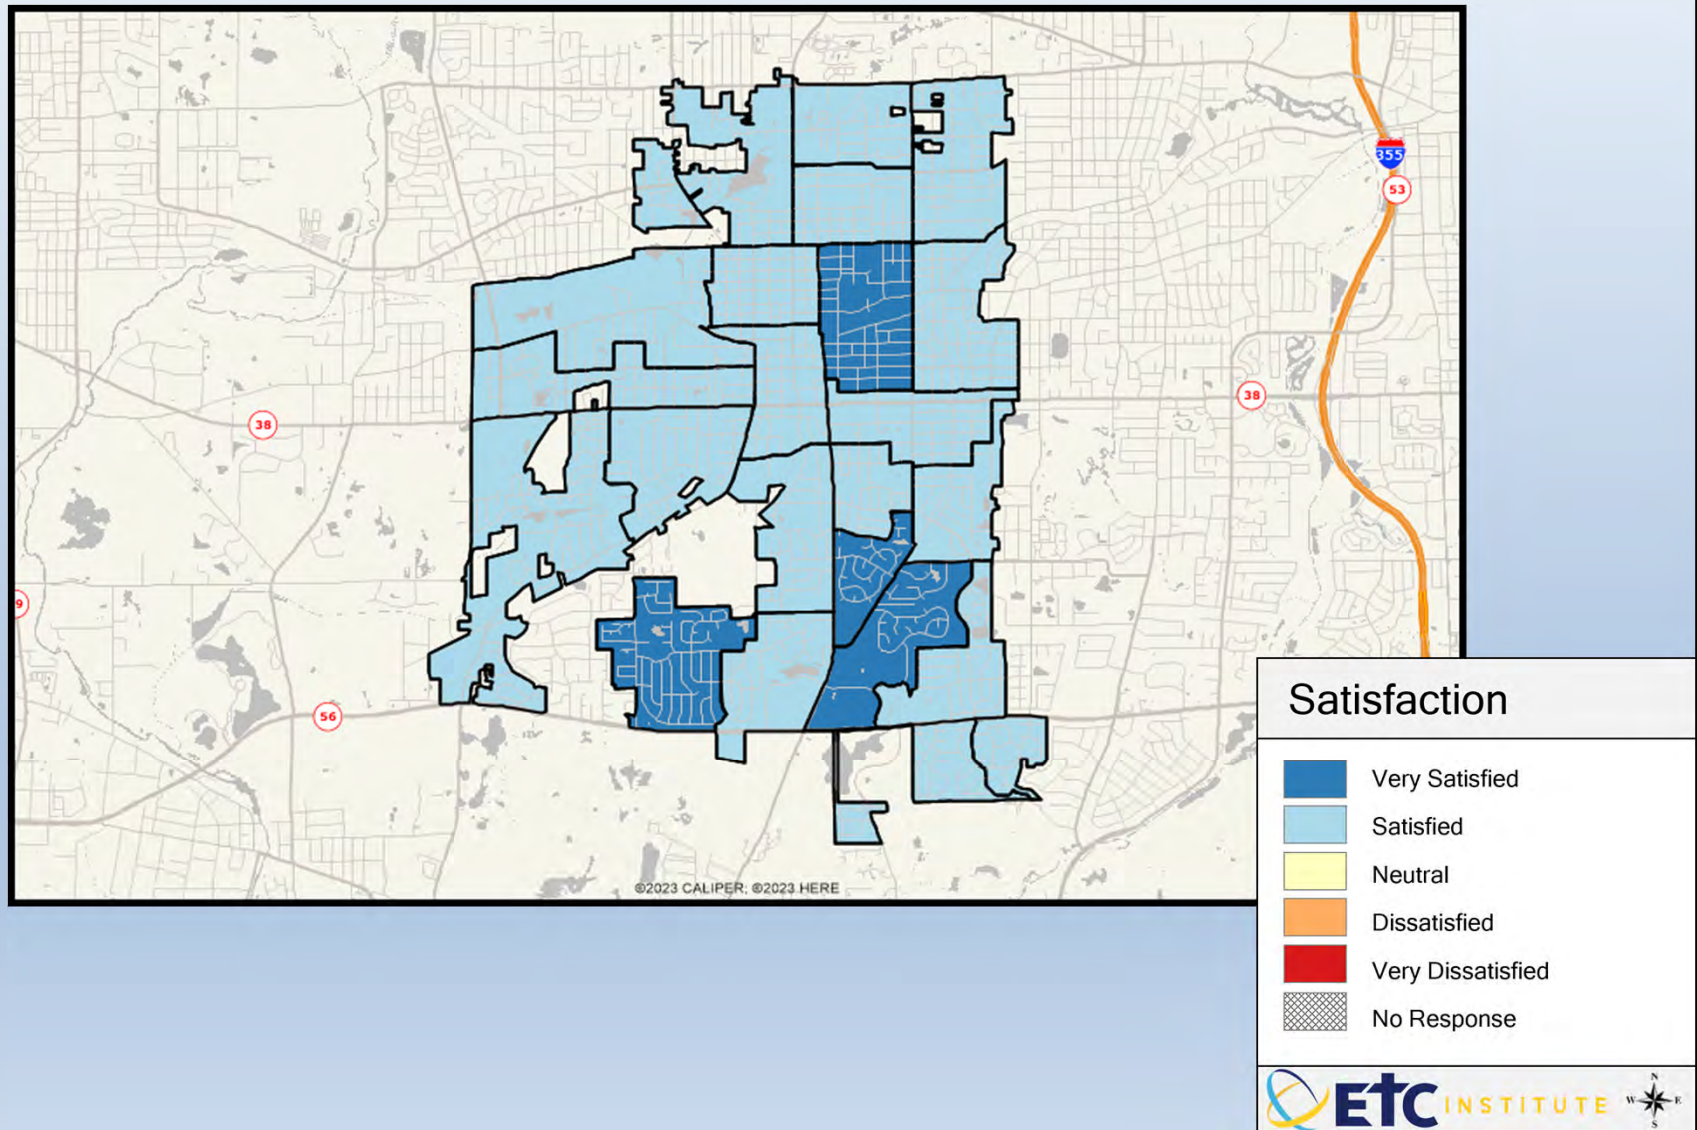 355
53
38
38
9
56
©2023 CALIPER; ©2023 HERE
Satisfaction
Very Satisfied
Satisfied
Neutral
Dissatisfied
Very Dissatisfied
No Response
N
W E
S
ETC INSTITUTE